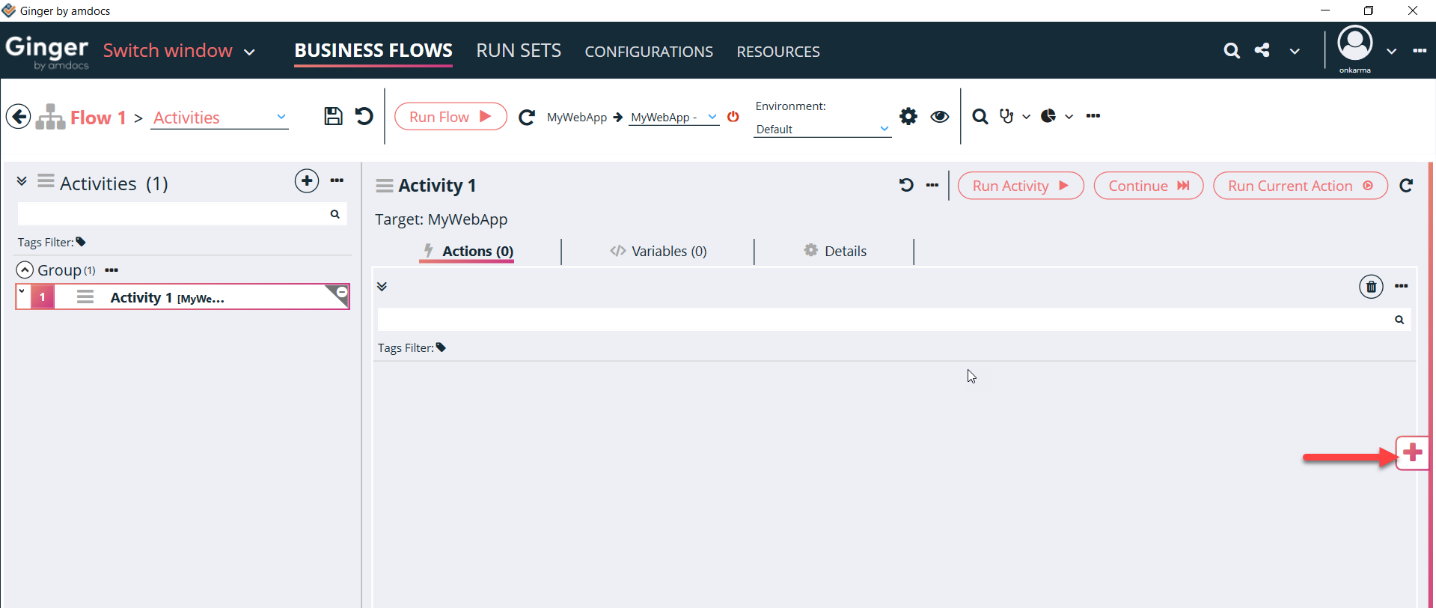 Ginger by amdocs
Ginger by amdocs Switch window BUSINESS FLOWS RUN SETS CONFIGURATIONS RESOURCES
onkarma
Flow 1 > Activities Run Flow MyWebApp MyWebApp - Environment: Default
Activities (1)
Tags Filter:
Group (1)
1 Activity 1 [MyWe...
Activity 1 Run Activity Continue Run Current Action
Target: MyWebApp
Actions (0) Variables (0) Details
Tags Filter: